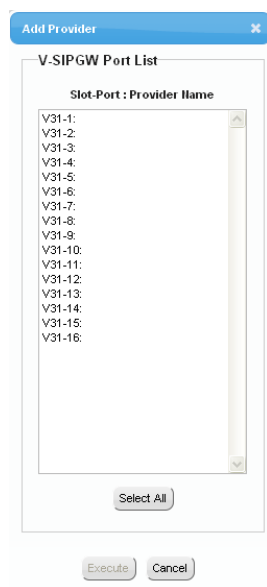 Add Provider
V-SIPGW Port List
Slot-Port : Provider Name
V31-1:
V31-2:
V31-3:
V31-4:
V31-5:
V31-6:
V31-7:
V31-8:
V31-9:
V31-10:
V31-11:
V31-12:
V31-13:
V31-14:
V31-15:
V31-16:
Select All
Execute Cancel